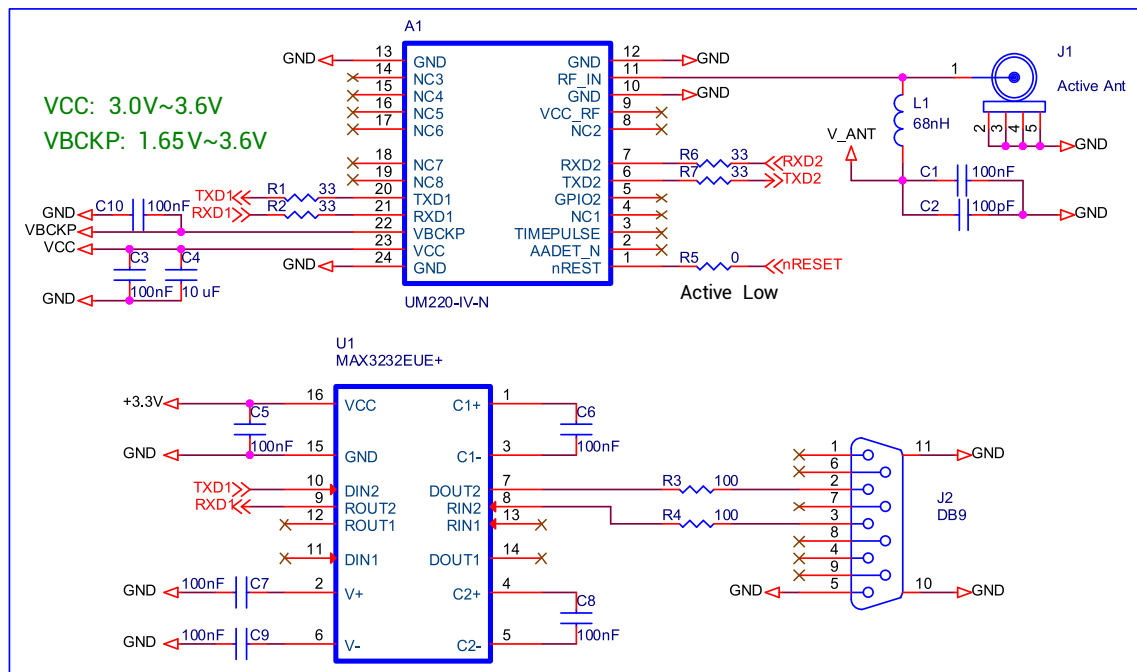 A1
UM220-IV-N
VCC: 3.0V~3.6V
VBCKP: 1.65V~3.6V
GND 13 GND
14 NC3
15 NC4
16 NC5
17 NC6
18 NC7
19 NC8
TXD1 R1 33 20 TXD1
RXD1 R2 33 21 RXD1
GND C10 100nF
VBCKP 22 VBCKP
VCC 23 VCC
GND 24 GND
C3 100nF
C4 10 uF
GND
GND 12 GND
RF_IN 11
GND 10 GND
VCC_RF 9
NC2 8
RXD2 7 R6 33 RXD2
TXD2 6 R7 33 TXD2
GPIO2 5
NC1 4
TIMEPULSE 3
AADET_N 2
nREST 1 R5 0 nRESET
Active Low
J1
Active Ant
1
2 3 4 5
GND
L1
68nH
V_ANT
C1 100nF
C2 100pF
GND
U1
MAX3232EUE+
+3.3V 16 VCC
C5
100nF
GND 15 GND
TXD1 10 DIN2
RXD1 9 ROUT2
12 ROUT1
11 DIN1
GND 100nF C7 2 V+
GND 100nF C9 6 V-
C1+ 1
C6
100nF
C1- 3
DOUT2 7 R3 100
RIN2 8 R4 100
RIN1 13
DOUT1 14
C2+ 4
C8
100nF
C2- 5
J2
DB9
1
6
2
7
3
8
4
9
GND 5
11 GND
10 GND